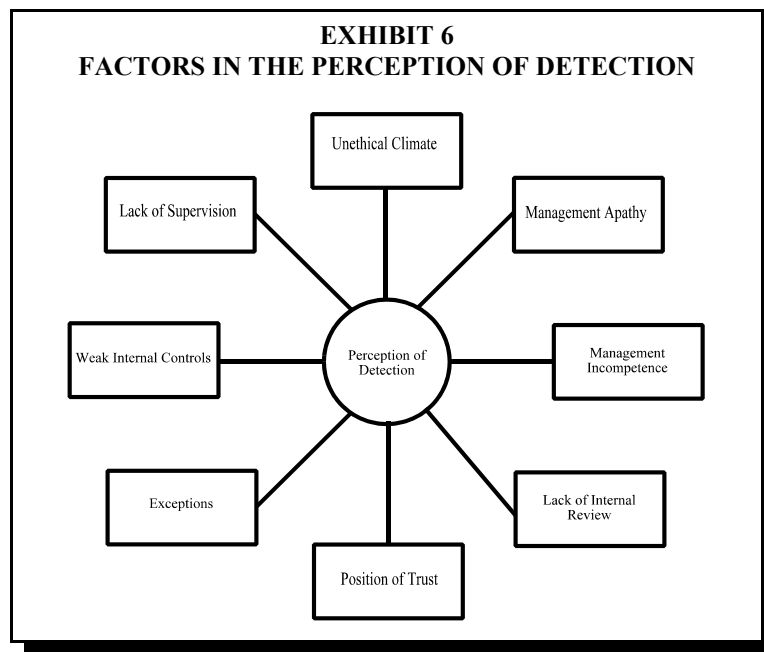 EXHIBIT 6
FACTORS IN THE PERCEPTION OF DETECTION
Unethical Climate
Lack of Supervision
Management Apathy
Weak Internal Controls
Perception of
Detection
Management
Incompetence
Exceptions
Lack of Internal
Review
Position of Trust